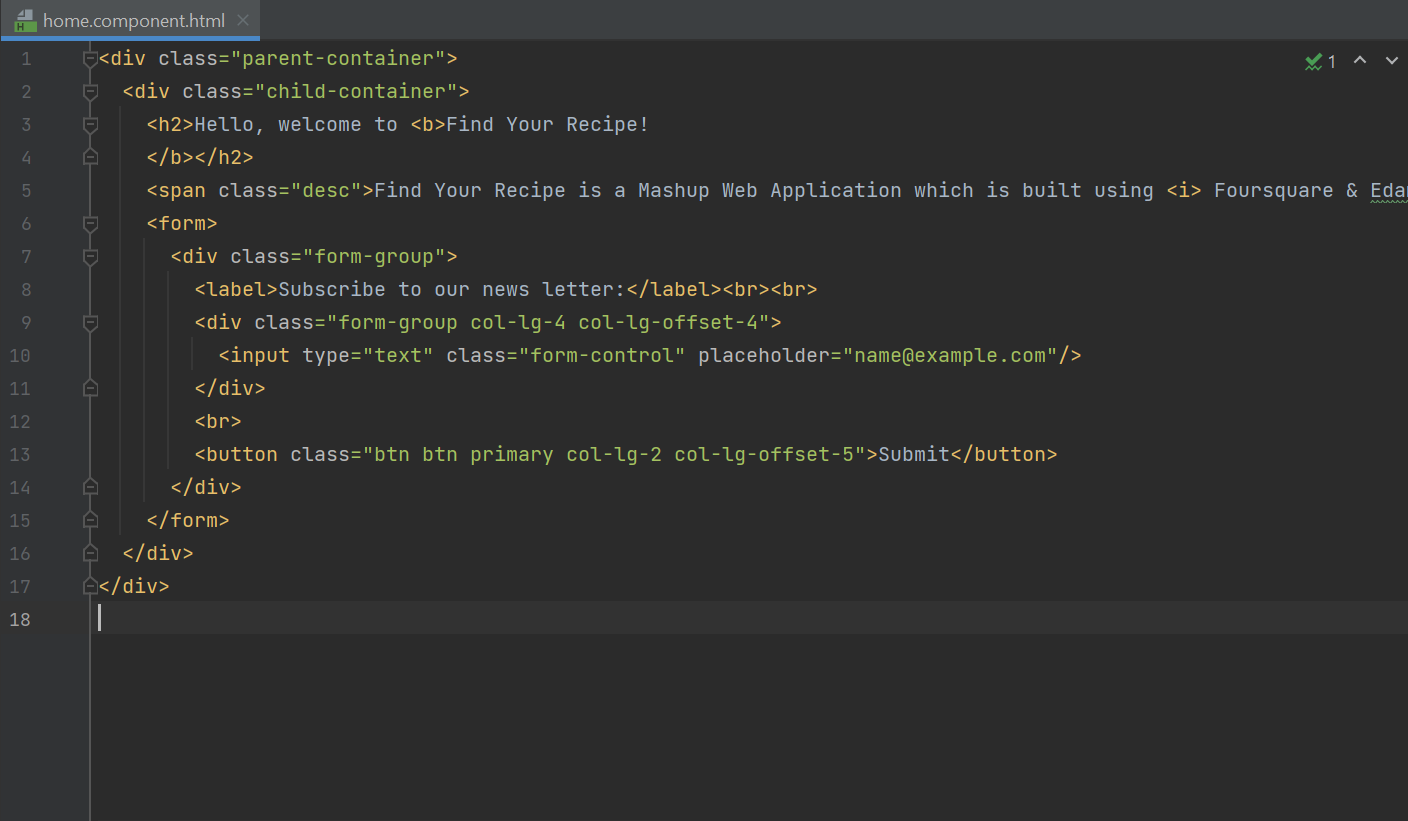 home.component.html
1
1 <div class="parent-container">
2 <div class="child-container">
3 <h2>Hello, welcome to <b>Find Your Recipe!
4 </b></h2>
5 <span class="desc">Find Your Recipe is a Mashup Web Application which is built using <i> Foursquare &
6 <form>
7 <div class="form-group">
8 <label>Subscribe to our news letter:</label><br><br>
9 <div class="form-group col-lg-4 col-lg-offset-4">
10 <input type="text" class="form-control" placeholder="name@example.com"/>
11 </div>
12 <br>
13 <button class="btn btn primary col-lg-2 col-lg-offset-5">Submit</button>
14 </div>
15 </form>
16 </div>
17 </div>
18